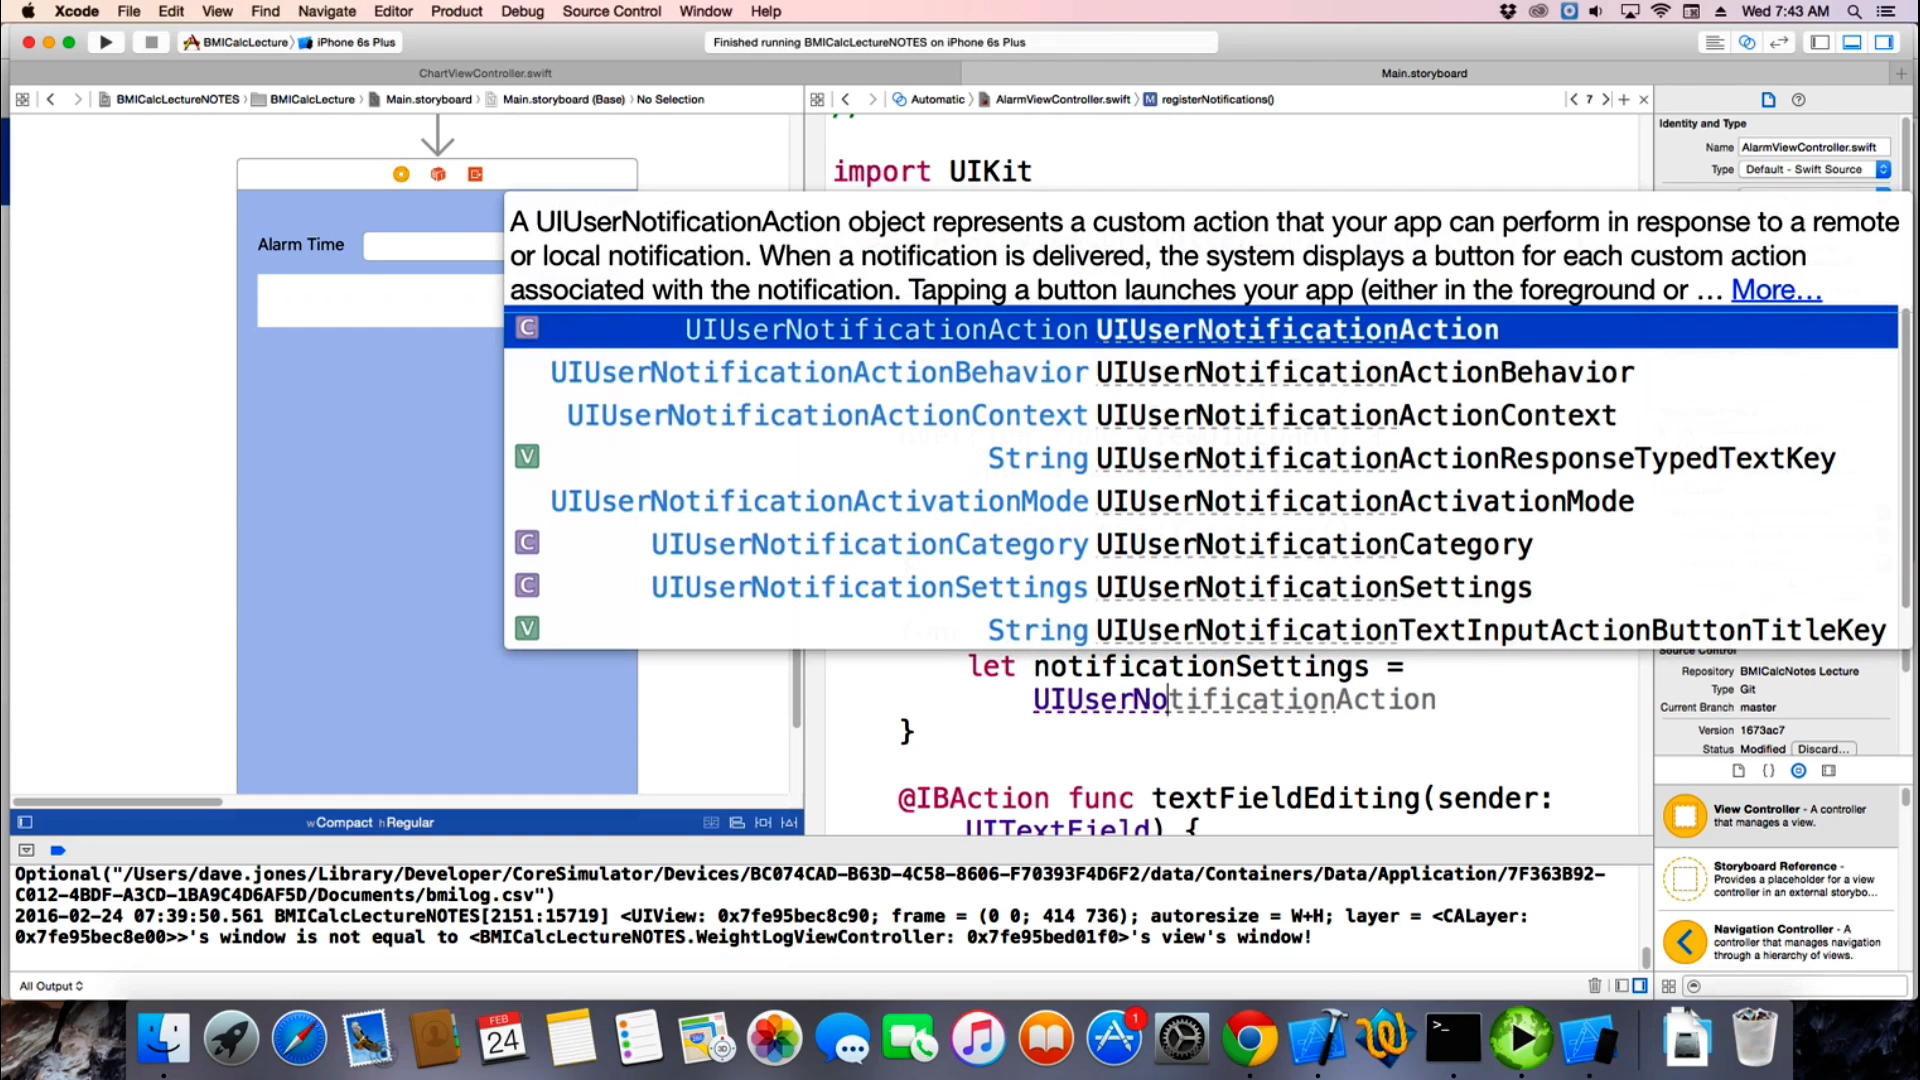 Xcode File Edit View Find Navigate Editor Product Debug Source Control Window Help Wed 7:43 AM
BMICalcLecture iPhone 6s Plus Finished running BMICalcLectureNOTES on iPhone 6s Plus
ChartViewController.swift Main.storyboard
BMICalcLectureNOTES BMICalcLecture Main.storyboard Main.storyboard (Base) No Selection
Automatic AlarmViewController.swift registerNotifications() 7
Identity and Type
Name AlarmViewController.swift
Type Default - Swift Source
import UIKit
Alarm Time
A UIUserNotificationAction object represents a custom action that your app can perform in response to a remote
or local notification. When a notification is delivered, the system displays a button for each custom action
associated with the notification. Tapping a button launches your app (either in the foreground or … More…
C UIUserNotificationAction UIUserNotificationAction
UIUserNotificationActionBehavior UIUserNotificationActionBehavior
UIUserNotificationActionContext UIUserNotificationActionContext
V String UIUserNotificationActionResponseTypedTextKey
UIUserNotificationActivationMode UIUserNotificationActivationMode
C UIUserNotificationCategory UIUserNotificationCategory
C UIUserNotificationSettings UIUserNotificationSettings
V String UIUserNotificationTextInputActionButtonTitleKey
let notificationSettings =
UIUserNotificationAction
}
@IBAction func textFieldEditing(sender:
UITextField) {
Source Control
Repository BMICalcNotes Lecture
Type Git
Current Branch master
Version 1673ac7
Status Modified Discard...
View Controller - A controller
that manages a view.
Storyboard Reference -
Provides a placeholder for a view
controller in an external storybo...
Navigation Controller - A
controller that manages navigation
through a hierarchy of views.
wCompact hRegular
Optional("/Users/dave.jones/Library/Developer/CoreSimulator/Devices/BC074CAD-B63D-4C58-8606-F70393F4D6F2/data/Containers/Data/Application/7F363B92-
C012-4BDF-A3CD-1BA9C4D6AF5D/Documents/bmilog.csv")
2016-02-24 07:39:50.561 BMICalcLectureNOTES[2151:15719] <UIView: 0x7fe95bec8c90; frame = (0 0; 414 736); autoresize = W+H; layer = <CALayer:
0x7fe95bec8e00>>'s window is not equal to <BMICalcLectureNOTES.WeightLogViewController: 0x7fe95bed01f0>'s view's window!
All Output
FEB
24
3D
1